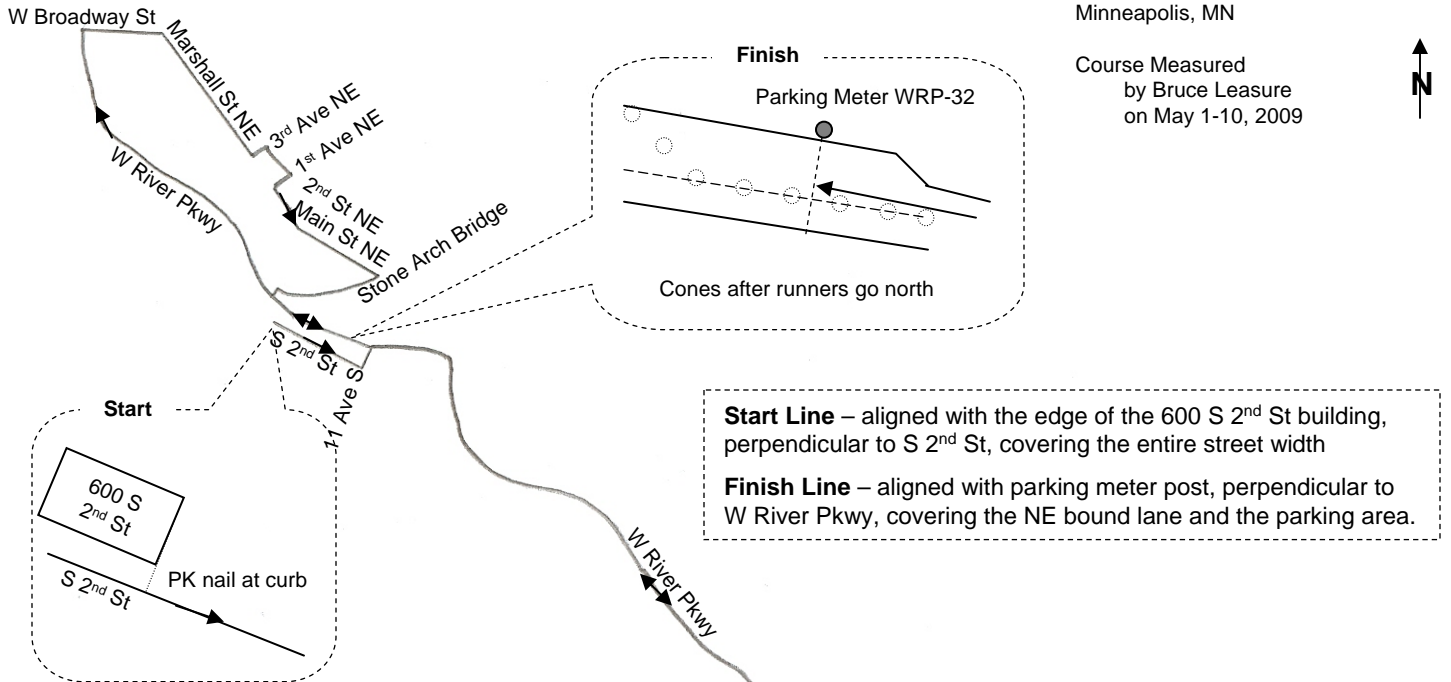 W Broadway St
Marshall St NE
3rd Ave NE
1st Ave NE
2nd St NE
Main St NE
Stone Arch Bridge
W River Pkwy
S 2nd St
11 Ave S
W River Pkwy
Finish
Parking Meter WRP-32
Cones after runners go north
Minneapolis, MN
Course Measured
by Bruce Leasure
on May 1-10, 2009
N
Start
600 S
2nd St
S 2nd St
PK nail at curb
Start Line – aligned with the edge of the 600 S 2nd St building,
perpendicular to S 2nd St, covering the entire street width
Finish Line – aligned with parking meter post, perpendicular to
W River Pkwy, covering the NE bound lane and the parking area.